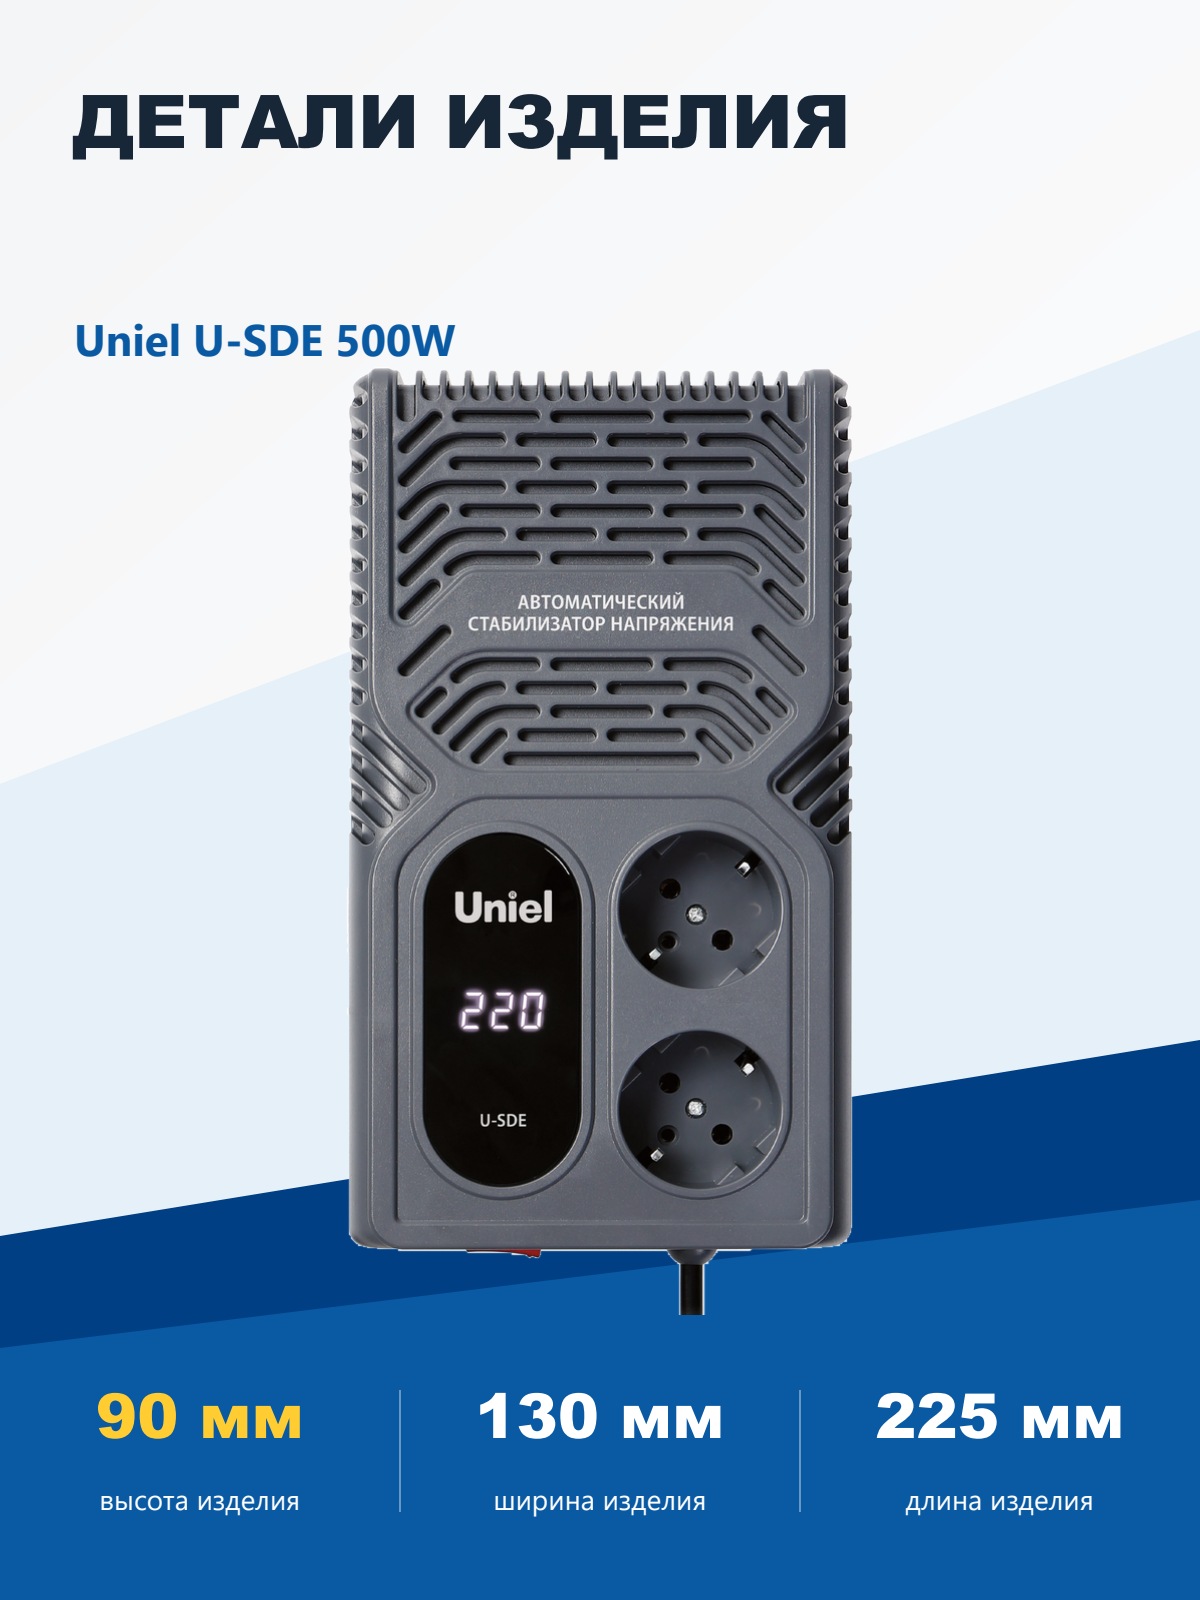 ДЕТАЛИ ИЗДЕЛИЯ
Uniel U-SDE 500W
АВТОМАТИЧЕСКИЙ
СТАБИЛИЗАТОР НАПРЯЖЕНИЯ
Uniel
220
U-SDE
90 мм
высота изделия
130 мм
ширина изделия
225 мм
длина изделия